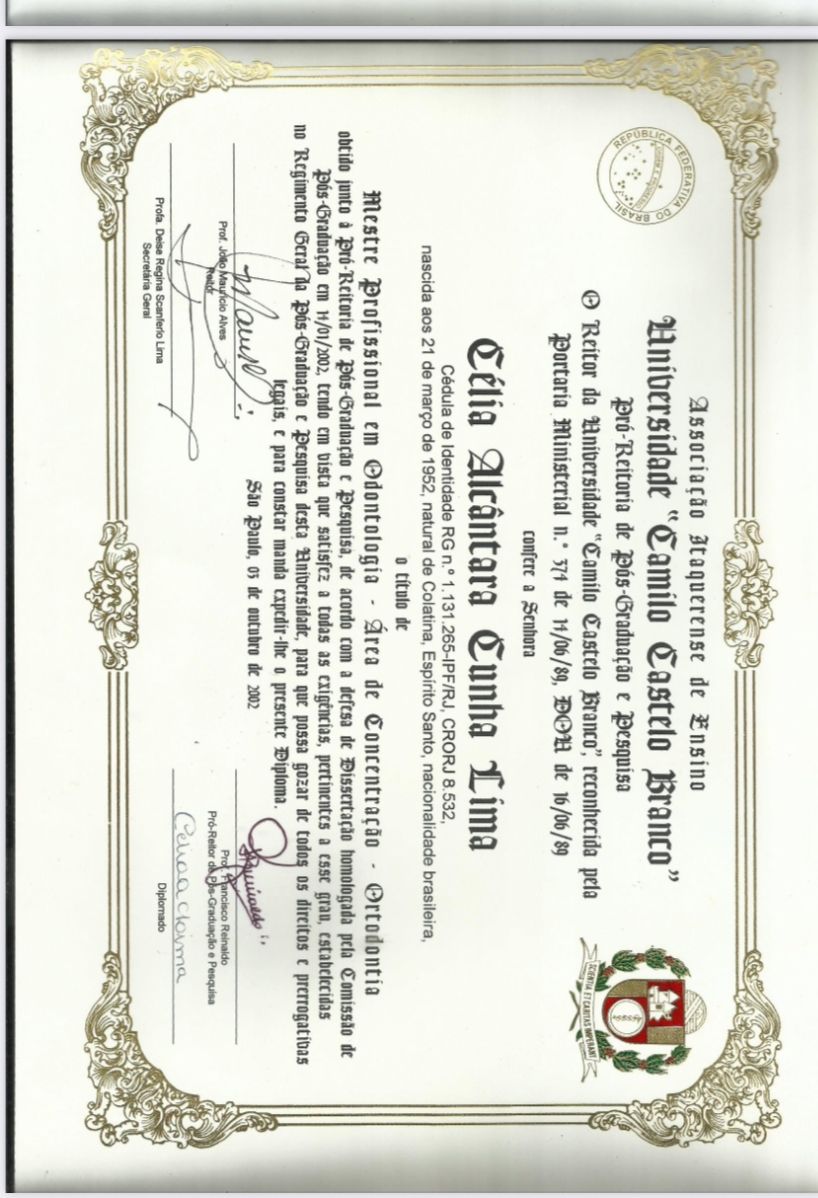 REPÚBLICA FEDERATIVA DO BRASIL
SCIENTIA ET CARITAS IMPERANT
Associação Itaquerense de Ensino
Universidade "Camilo Castelo Branco"
Pró-Reitoria de Pós-Graduação e Pesquisa
O Reitor da Universidade "Camilo Castelo Branco", reconhecida pela
Portaria Ministerial n.º 374 de 14/06/89, DOU de 16/06/89
confere a Senhora
Célia Alcântara Cunha Lima
Cédula de Identidade RG n.º 1.131.265-IPF/RJ, CRORJ 8.532,
nascida aos 21 de março de 1952, natural de Colatina, Espírito Santo, nacionalidade brasileira,
o título de
Mestre Profissional em Odontologia - Área de Concentração - Ortodontia
obtido junto à Pró-Reitoria de Pós-Graduação e Pesquisa, de acordo com a defesa de Dissertação homologada pela Comissão de
Pós-Graduação em 14/01/2002, tendo em vista que satisfez a todas as exigências, pertinentes a esse grau, estabelecidas
no Regimento Geral da Pós-Graduação e Pesquisa desta Universidade, para que possa gozar de todos os direitos e prerrogativas
legais, e para constar manda expedir-lhe o presente Diploma.
São Paulo, 03 de outubro de 2002
Prof. João Maurício Alves
Reitor
Prof. Francisco Reinaldo
Pró-Reitor de Pós-Graduação e Pesquisa
Profa. Deise Regina Scanferlo Lima
Secretária Geral
Diplomado